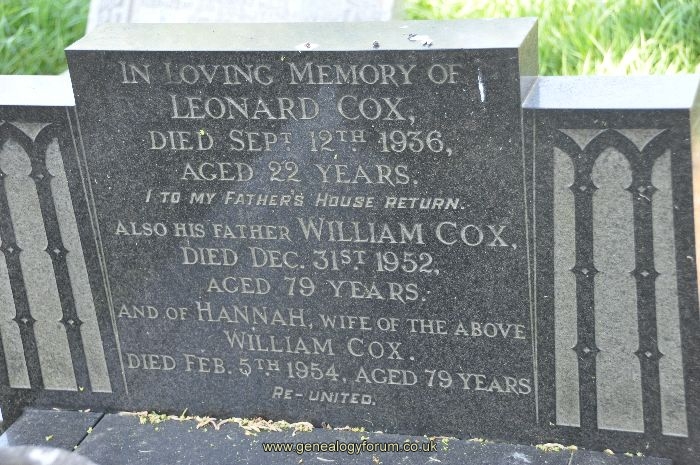 IN LOVING MEMORY OF
LEONARD COX,
DIED SEPT. 12TH 1936,
AGED 22 YEARS.
I TO MY FATHER'S HOUSE RETURN.
ALSO HIS FATHER WILLIAM COX,
DIED DEC. 31ST 1952,
AGED 79 YEARS.
AND OF HANNAH, WIFE OF THE ABOVE
WILLIAM COX.
DIED FEB. 5TH 1954, AGED 79 YEARS
RE-UNITED.
www.genealogyforum.co.uk